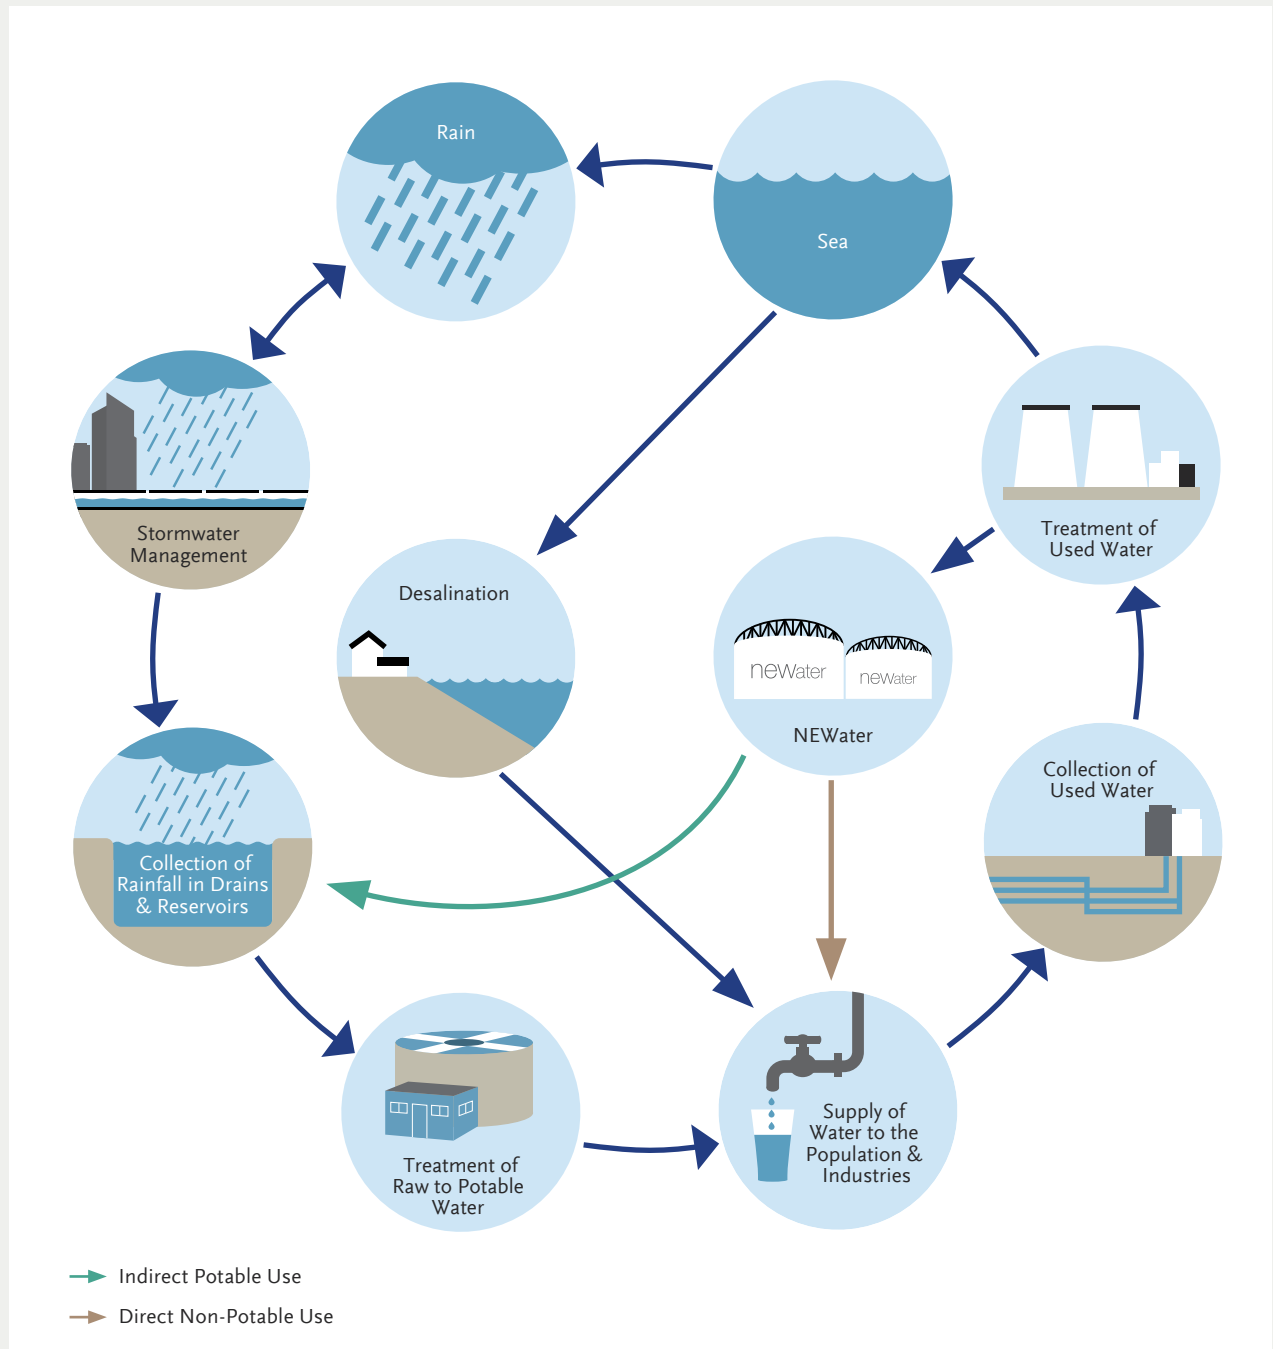 Rain
Sea
Stormwater
Management
Treatment of
Used Water
Desalination
newater
newater
NEWater
Collection of
Used Water
Collection of
Rainfall in Drains
& Reservoirs
Supply of
Water to the
Population &
Industries
Treatment of
Raw to Potable
Water
Indirect Potable Use
Direct Non-Potable Use